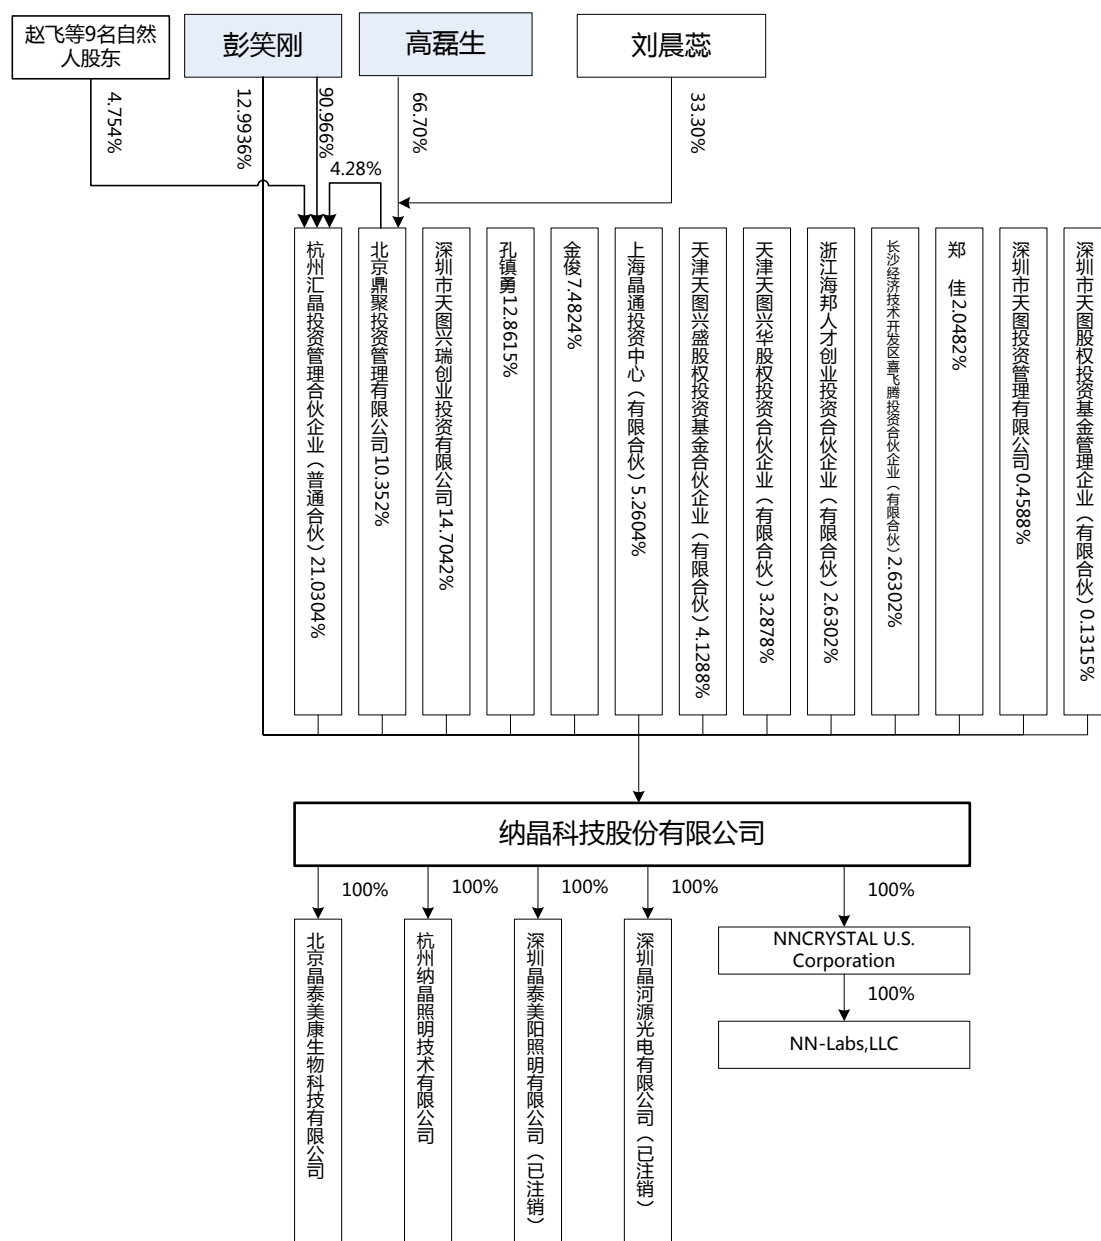 赵飞等9名自然
人股东
彭笑刚
高磊生
刘晨蕊
4.754%
12.9936%
90.966%
66.70%
33.30%
4.28%
杭州汇晶投资管理合伙企业（普通合伙）21.0304%
北京鼎聚投资管理有限公司10.352%
深圳市天图兴瑞创业投资有限公司14.7042%
孔镇勇12.8615%
金俊7.4824%
上海晶通投资中心（有限合伙）5.2604%
天津天图兴盛股权投资基金合伙企业（有限合伙）4.1288%
天津天图兴华股权投资合伙企业（有限合伙）3.2878%
浙江海邦人才创业投资合伙企业（有限合伙）2.6302%
长沙经济技术开发区喜飞腾投资合伙企业（有限合伙）2.6302%
郑 佳2.0482%
深圳市天图投资管理有限公司0.4588%
深圳市天图股权投资基金管理企业（有限合伙）0.1315%
纳晶科技股份有限公司
100%
100%
100%
100%
100%
北京晶泰美康生物科技有限公司
杭州纳晶照明技术有限公司
深圳晶泰美阳照明有限公司（已注销）
深圳晶河源光电有限公司（已注销）
NNCRYSTAL U.S.
Corporation
100%
NN-Labs,LLC